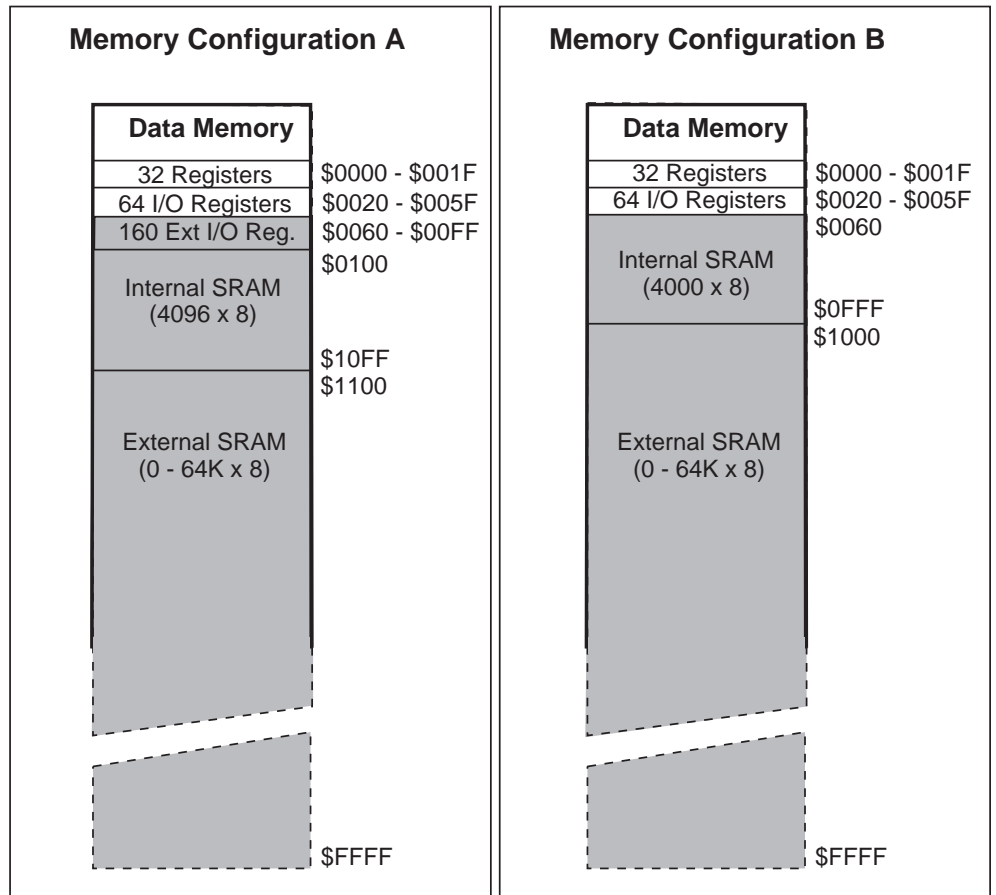 Memory Configuration A
Data Memory
32 Registers
$0000 - $001F
64 I/O Registers
$0020 - $005F
160 Ext I/O Reg.
$0060 - $00FF
$0100
Internal SRAM
(4096 x 8)
$10FF
$1100
External SRAM
(0 - 64K x 8)
$FFFF
Memory Configuration B
Data Memory
32 Registers
$0000 - $001F
64 I/O Registers
$0020 - $005F
$0060
Internal SRAM
(4000 x 8)
$0FFF
$1000
External SRAM
(0 - 64K x 8)
$FFFF